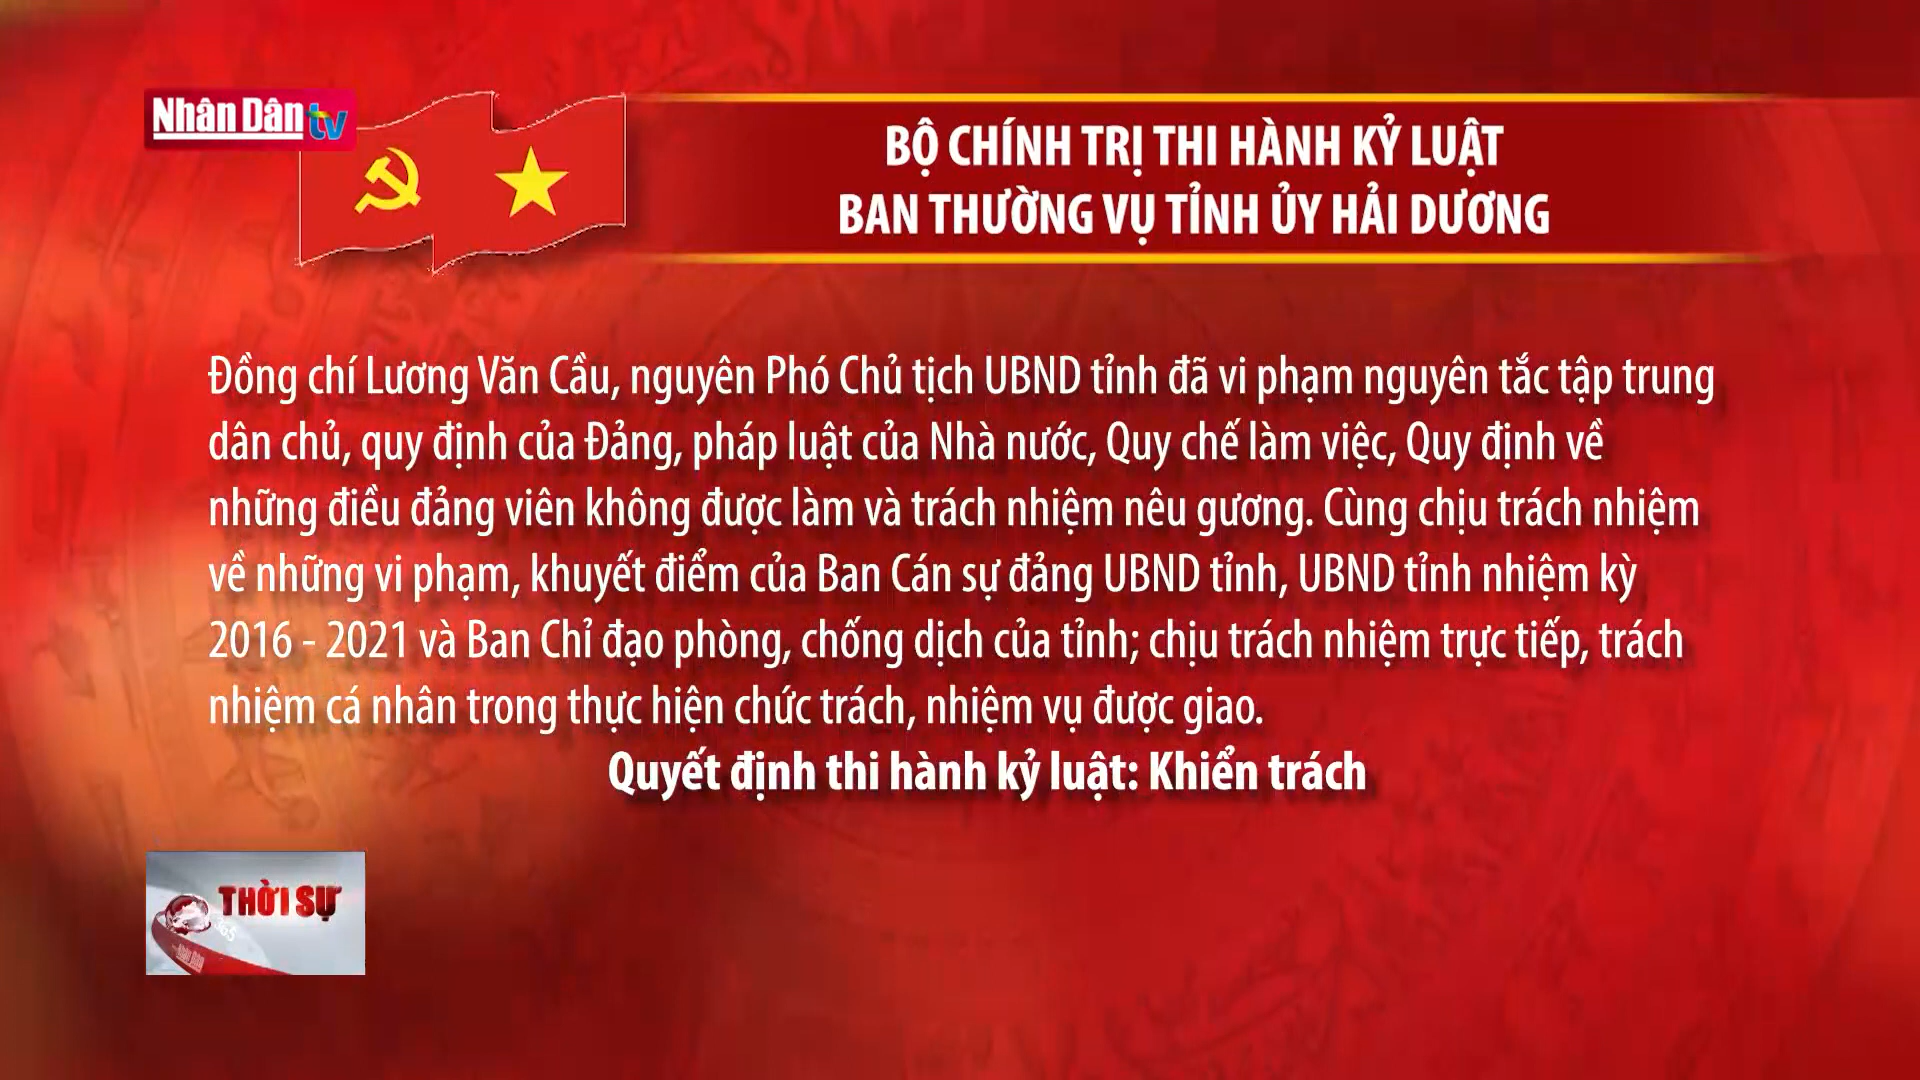 Nhân Dân tv
BỘ CHÍNH TRỊ THI HÀNH KỶ LUẬT
BAN THƯỜNG VỤ TỈNH ỦY HẢI DƯƠNG
Đồng chí Lương Văn Cầu, nguyên Phó Chủ tịch UBND tỉnh đã vi phạm nguyên tắc tập trung
dân chủ, quy định của Đảng, pháp luật của Nhà nước, Quy chế làm việc, Quy định về
những điều đảng viên không được làm và trách nhiệm nêu gương. Cùng chịu trách nhiệm
về những vi phạm, khuyết điểm của Ban Cán sự đảng UBND tỉnh, UBND tỉnh nhiệm kỳ
2016 - 2021 và Ban Chỉ đạo phòng, chống dịch của tỉnh; chịu trách nhiệm trực tiếp, trách
nhiệm cá nhân trong thực hiện chức trách, nhiệm vụ được giao.
Quyết định thi hành kỷ luật: Khiển trách
THỜI SỰ
365